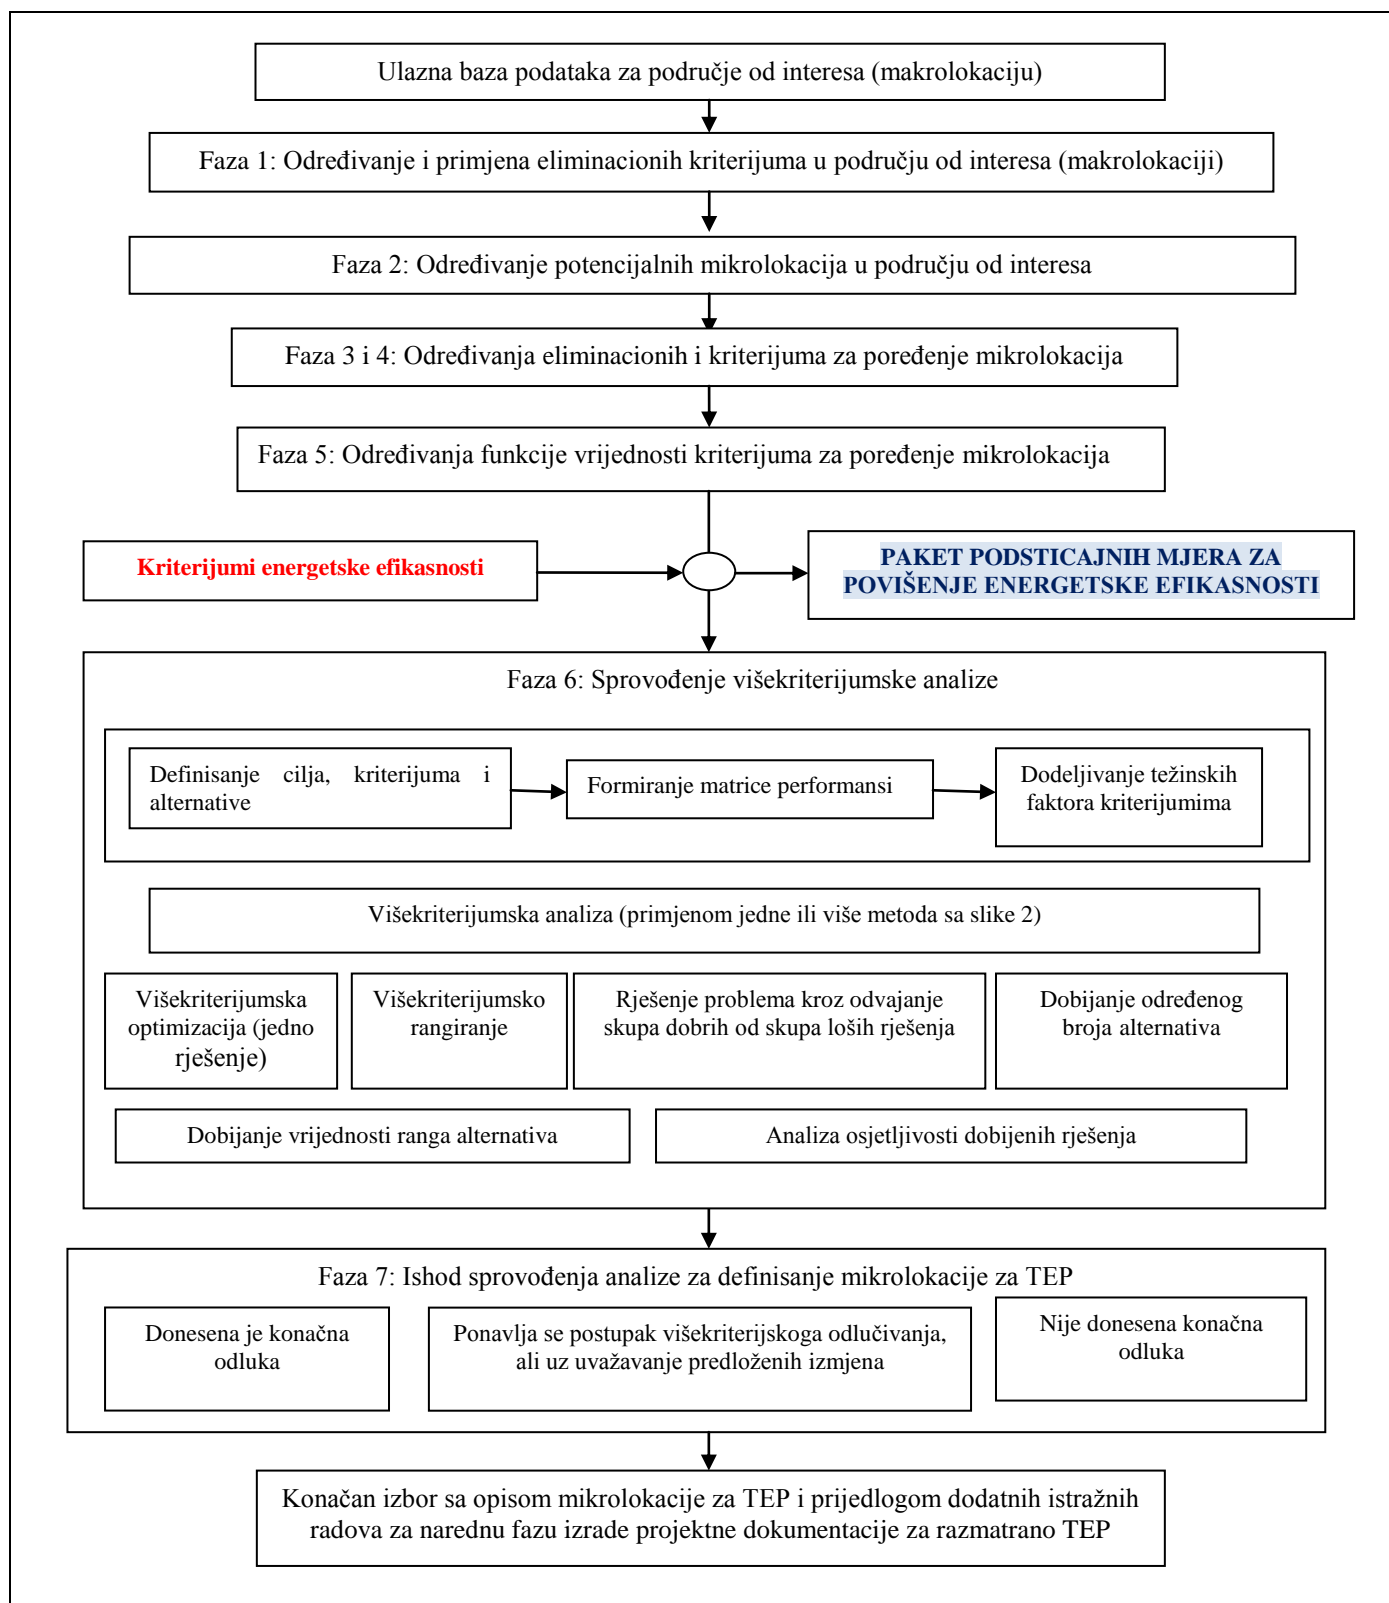 Ulazna baza podataka za područje od interesa (makrolokaciju)
Faza 1: Određivanje i primjena eliminacionih kriterijuma u području od interesa (makrolokaciji)
Faza 2: Određivanje potencijalnih mikrolokacija u području od interesa
Faza 3 i 4: Određivanja eliminacionih i kriterijuma za poređenje mikrolokacija
Faza 5: Određivanja funkcije vrijednosti kriterijuma za poređenje mikrolokacija
Kriterijumi energetske efikasnosti
PAKET PODSTICAJNIH MJERA ZA
POVIŠENJE ENERGETSKE EFIKASNOSTI
Faza 6: Sprovođenje višekriterijumske analize
Definisanje cilja, kriterijuma i
alternative
Formiranje matrice performansi
Dodeljivanje težinskih
faktora kriterijumima
Višekriterijumska analiza (primjenom jedne ili više metoda sa slike 2)
Višekriterijumska
optimizacija (jedno
rješenje)
Višekriterijumsko
rangiranje
Rješenje problema kroz odvajanje
skupa dobrih od skupa loših rješenja
Dobijanje određenog
broja alternativa
Dobijanje vrijednosti ranga alternativa
Analiza osjetljivosti dobijenih rješenja
Faza 7: Ishod sprovođenja analize za definisanje mikrolokacije za TEP
Donesena je konačna
odluka
Ponavlja se postupak višekriterijskoga odlučivanja,
ali uz uvažavanje predloženih izmjena
Nije donesena konačna
odluka
Konačan izbor sa opisom mikrolokacije za TEP i prijedlogom dodatnih istražnih
radova za narednu fazu izrade projektne dokumentacije za razmatrano TEP